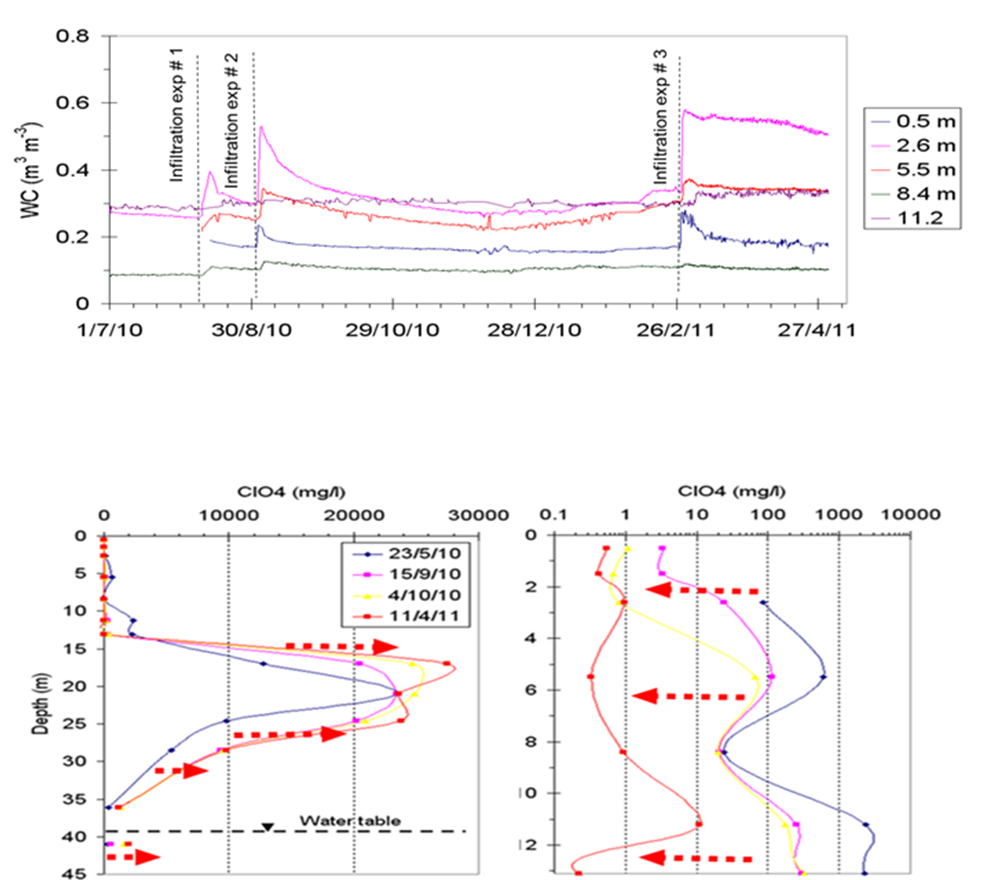 0.8
0.6
0.4
0.2
0
WC (m³ m⁻³)
Infiltration exp # 1
Infiltration exp # 2
Infiltration exp # 3
1/7/10 30/8/10 29/10/10 28/12/10 26/2/11 27/4/11
0.5 m
2.6 m
5.5 m
8.4 m
11.2
ClO4 (mg/l)
0 10000 20000 30000
0
5
10
15
20
25
30
35
40
45
Depth (m)
23/5/10
15/9/10
4/10/10
11/4/11
Water table
ClO4 (mg/l)
0.1 1 10 100 1000 10000
0
2
4
6
8
0
2